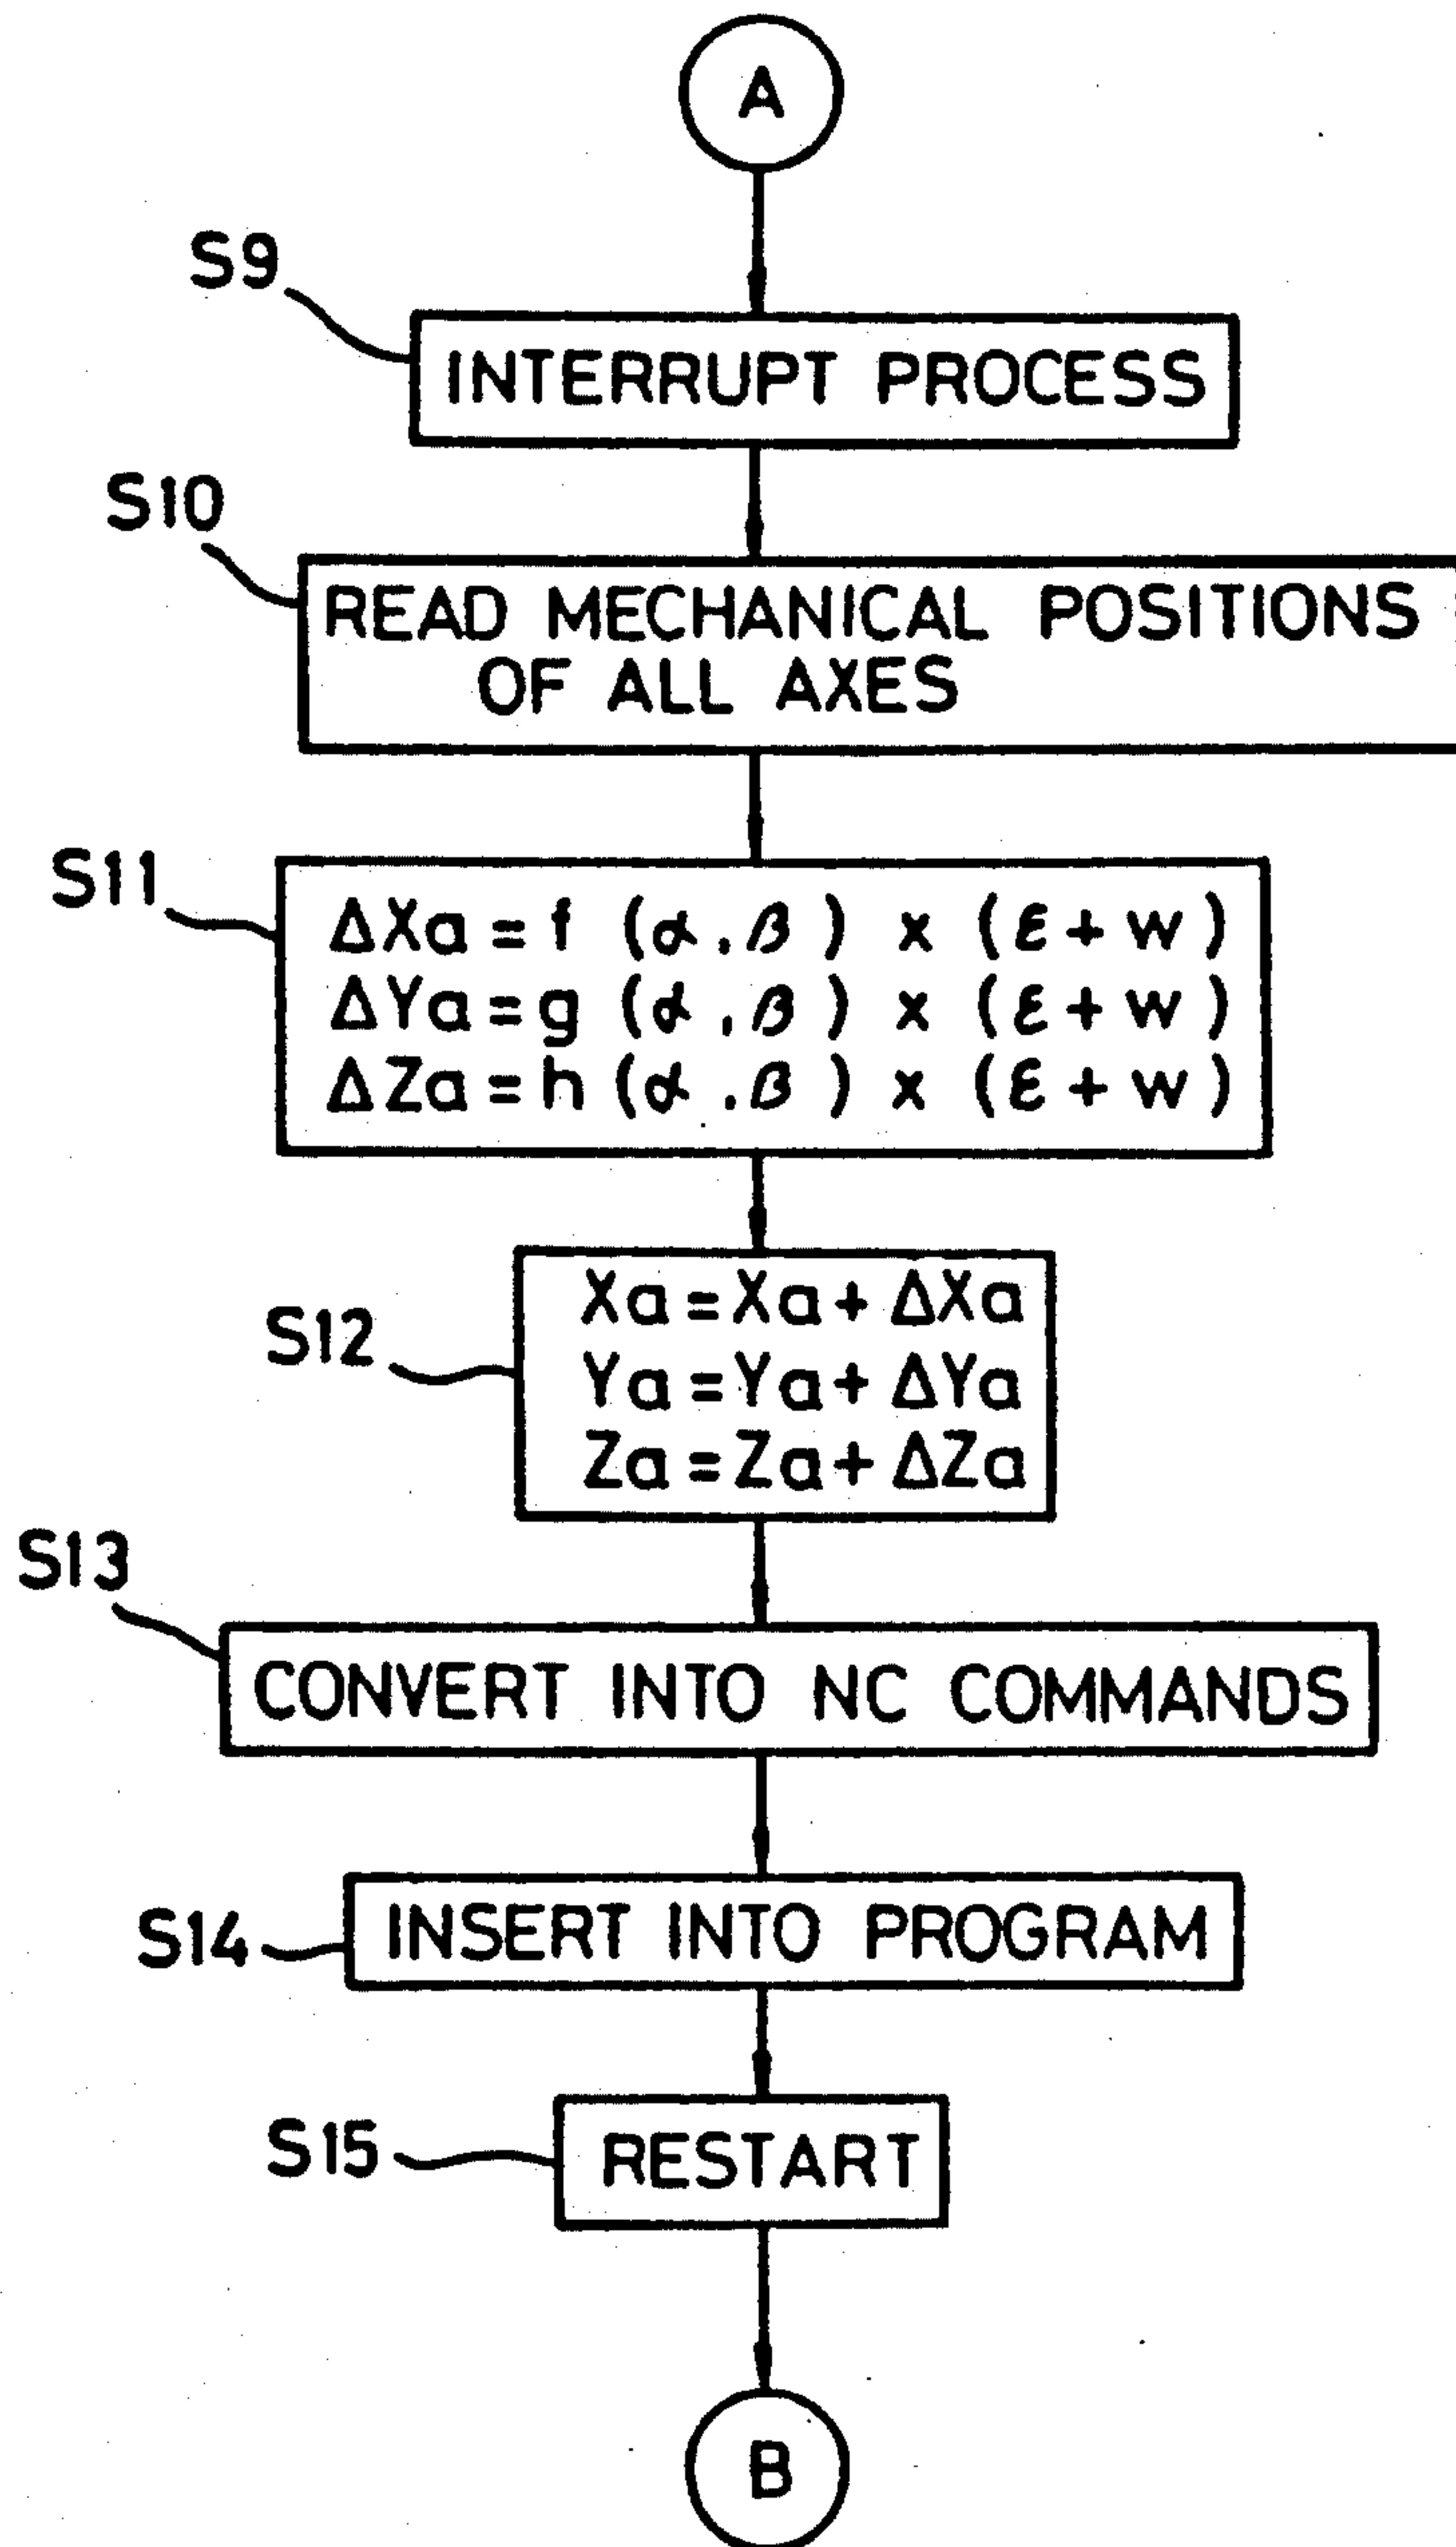 A
S9
INTERRUPT PROCESS
S10
READ MECHANICAL POSITIONS
OF ALL AXES
S11
ΔXa = f (α . β) x (ε + w)
ΔYa = g (α . β) x (ε + w)
ΔZa = h (α . β) x (ε + w)
S12
Xa = Xa + ΔXa
Ya = Ya + ΔYa
Za = Za + ΔZa
S13
CONVERT INTO NC COMMANDS
S14
INSERT INTO PROGRAM
S15
RESTART
B